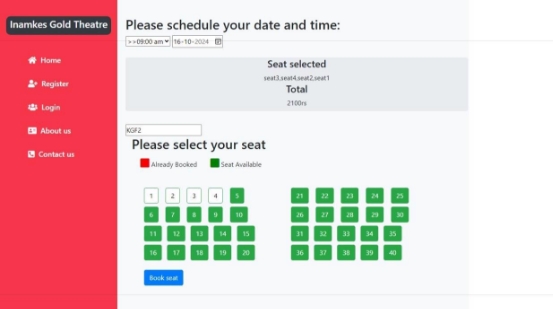 Inamkes Gold Theatre
Home
Register
Login
About us
Contact us
Please schedule your date and time:
>>09:00 am 16-10-2024
Seat selected
seat3,seat4,seat2,seat1
Total
2100rs
KGF2
Please select your seat
Already Booked Seat Available
1 2 3 4 5 21 22 23 24 25
6 7 8 9 10 26 27 28 29 30
11 12 13 14 15 31 32 33 34 35
16 17 18 19 20 36 37 38 39 40
Book seat